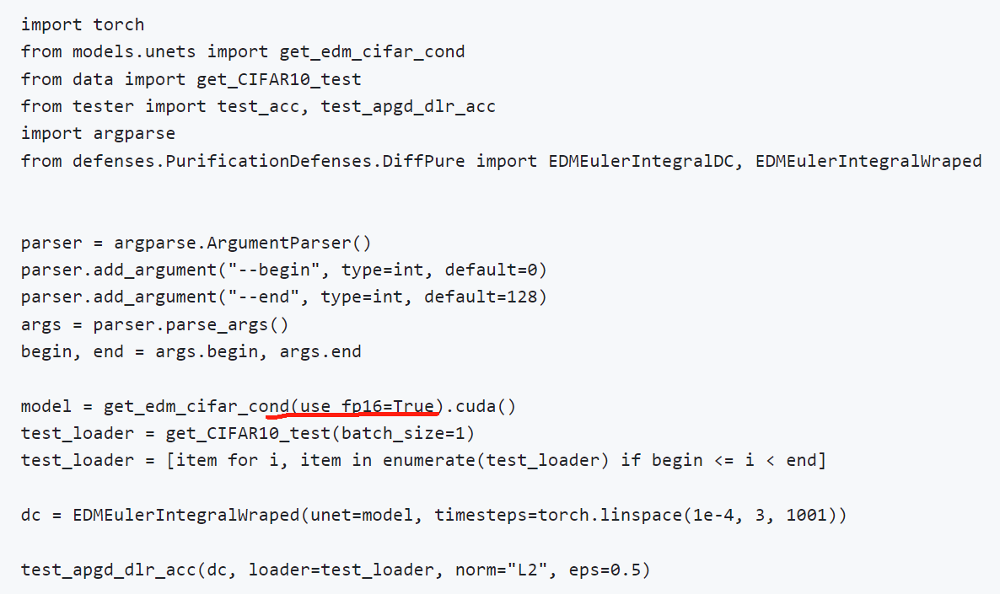 import torch
from models.unets import get_edm_cifar_cond
from data import get_CIFAR10_test
from tester import test_acc, test_apgd_dlr_acc
import argparse
from defenses.PurificationDefenses.DiffPure import EDMEulerIntegralDC, EDMEulerIntegralWraped
parser = argparse.ArgumentParser()
parser.add_argument("--begin", type=int, default=0)
parser.add_argument("--end", type=int, default=128)
args = parser.parse_args()
begin, end = args.begin, args.end
model = get_edm_cifar_cond(use_fp16=True).cuda()
test_loader = get_CIFAR10_test(batch_size=1)
test_loader = [item for i, item in enumerate(test_loader) if begin <= i < end]
dc = EDMEulerIntegralWraped(unet=model, timesteps=torch.linspace(1e-4, 3, 1001))
test_apgd_dlr_acc(dc, loader=test_loader, norm="L2", eps=0.5)